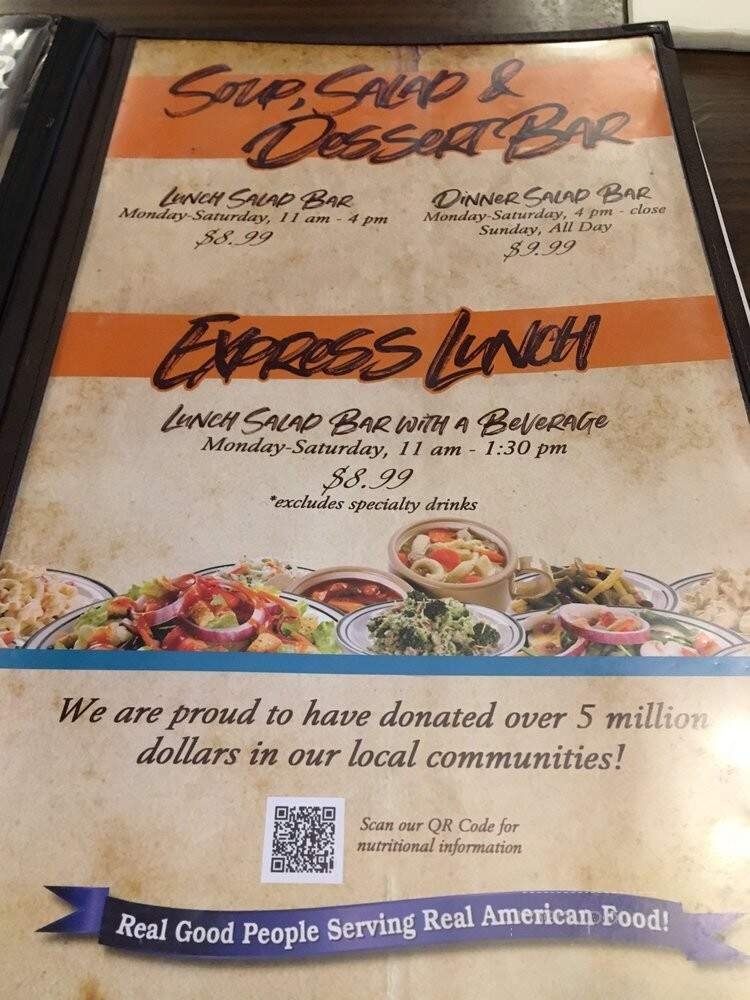 Soup, Salad &
Dessert Bar
Lunch Salad Bar
Monday-Saturday, 11 am - 4 pm
$8.99
Dinner Salad Bar
Monday-Saturday, 4 pm - close
Sunday, All Day
$9.99
Express Lunch
Lunch Salad Bar with a Beverage
Monday-Saturday, 11 am - 1:30 pm
$8.99
*excludes specialty drinks
We are proud to have donated over 5 million
dollars in our local communities!
Scan our QR Code for
nutritional information
Real Good People Serving Real American Food!